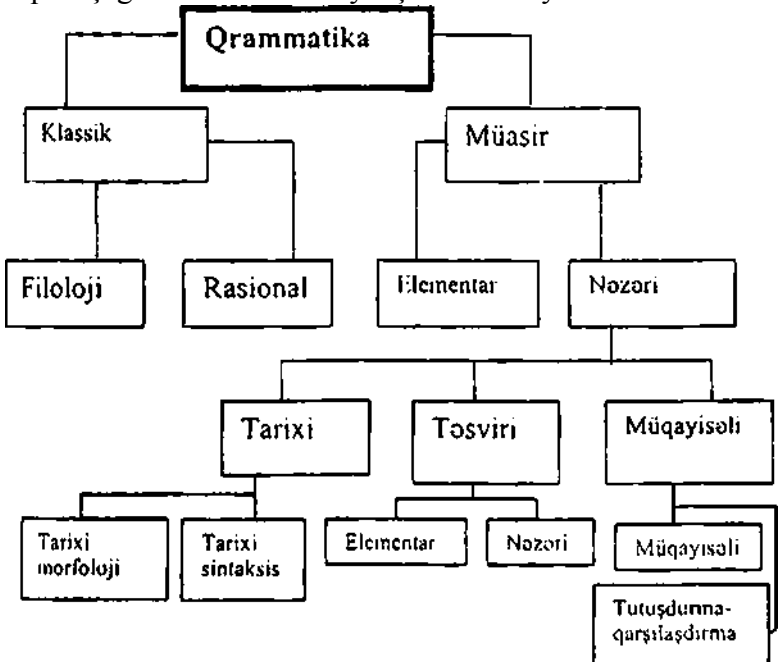 Qrammatika
Klassik
Müasir
Filoloji
Rasional
Elementar
Nəzəri
Tarixi
Təsviri
Müqayisəli
Tarixi
morfoloji
Tarixi
sintaksis
Elementar
Nəzəri
Müqayisəli
Tutuşdurma-
qarşılaşdırma